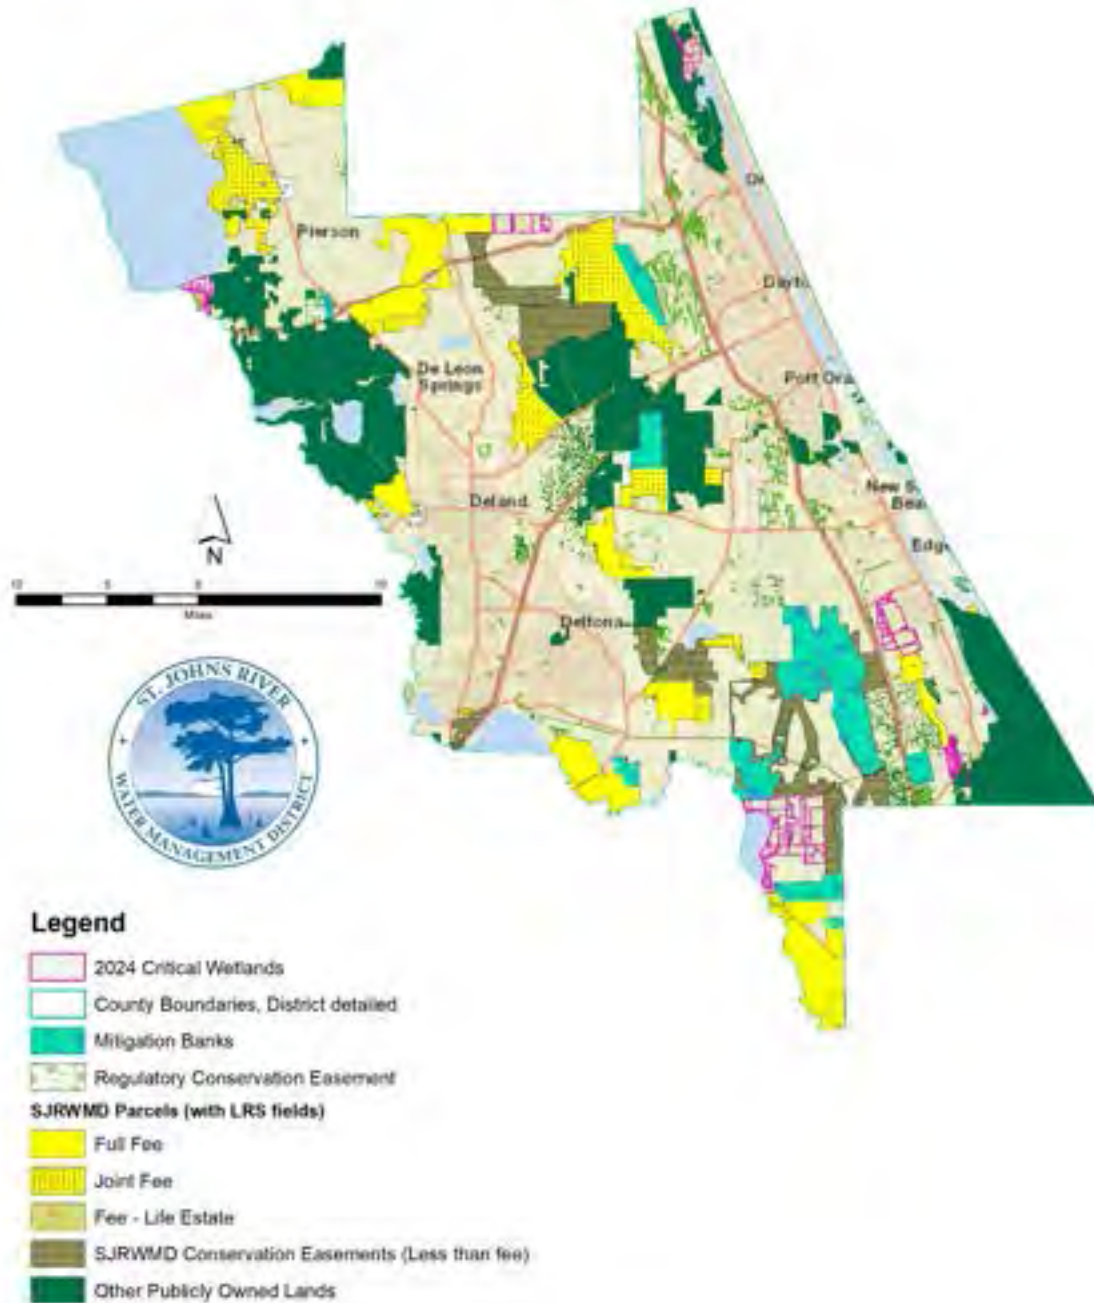 Pierson
De Leon
Springs
Deland
Deltona
Port Ora
New S
Bea
Edg
N
Miles
ST. JOHNS RIVER
WATER MANAGEMENT DISTRICT
Legend
2024 Critical Wetlands
County Boundaries, District detailed
Mitigation Banks
Regulatory Conservation Easement
SJRWMD Parcels (with LRS fields)
Full Fee
Joint Fee
Fee - Life Estate
SJRWMD Conservation Easements (Less than fee)
Other Publicly Owned Lands